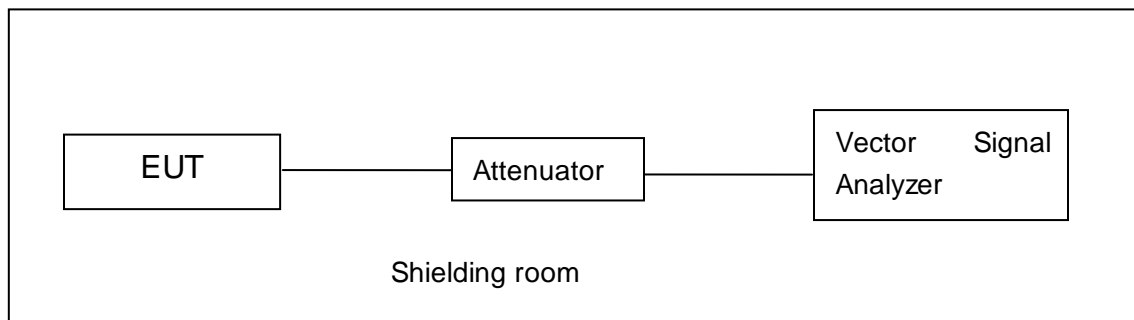 EUT
Attenuator
Vector Signal
Analyzer
Shielding room